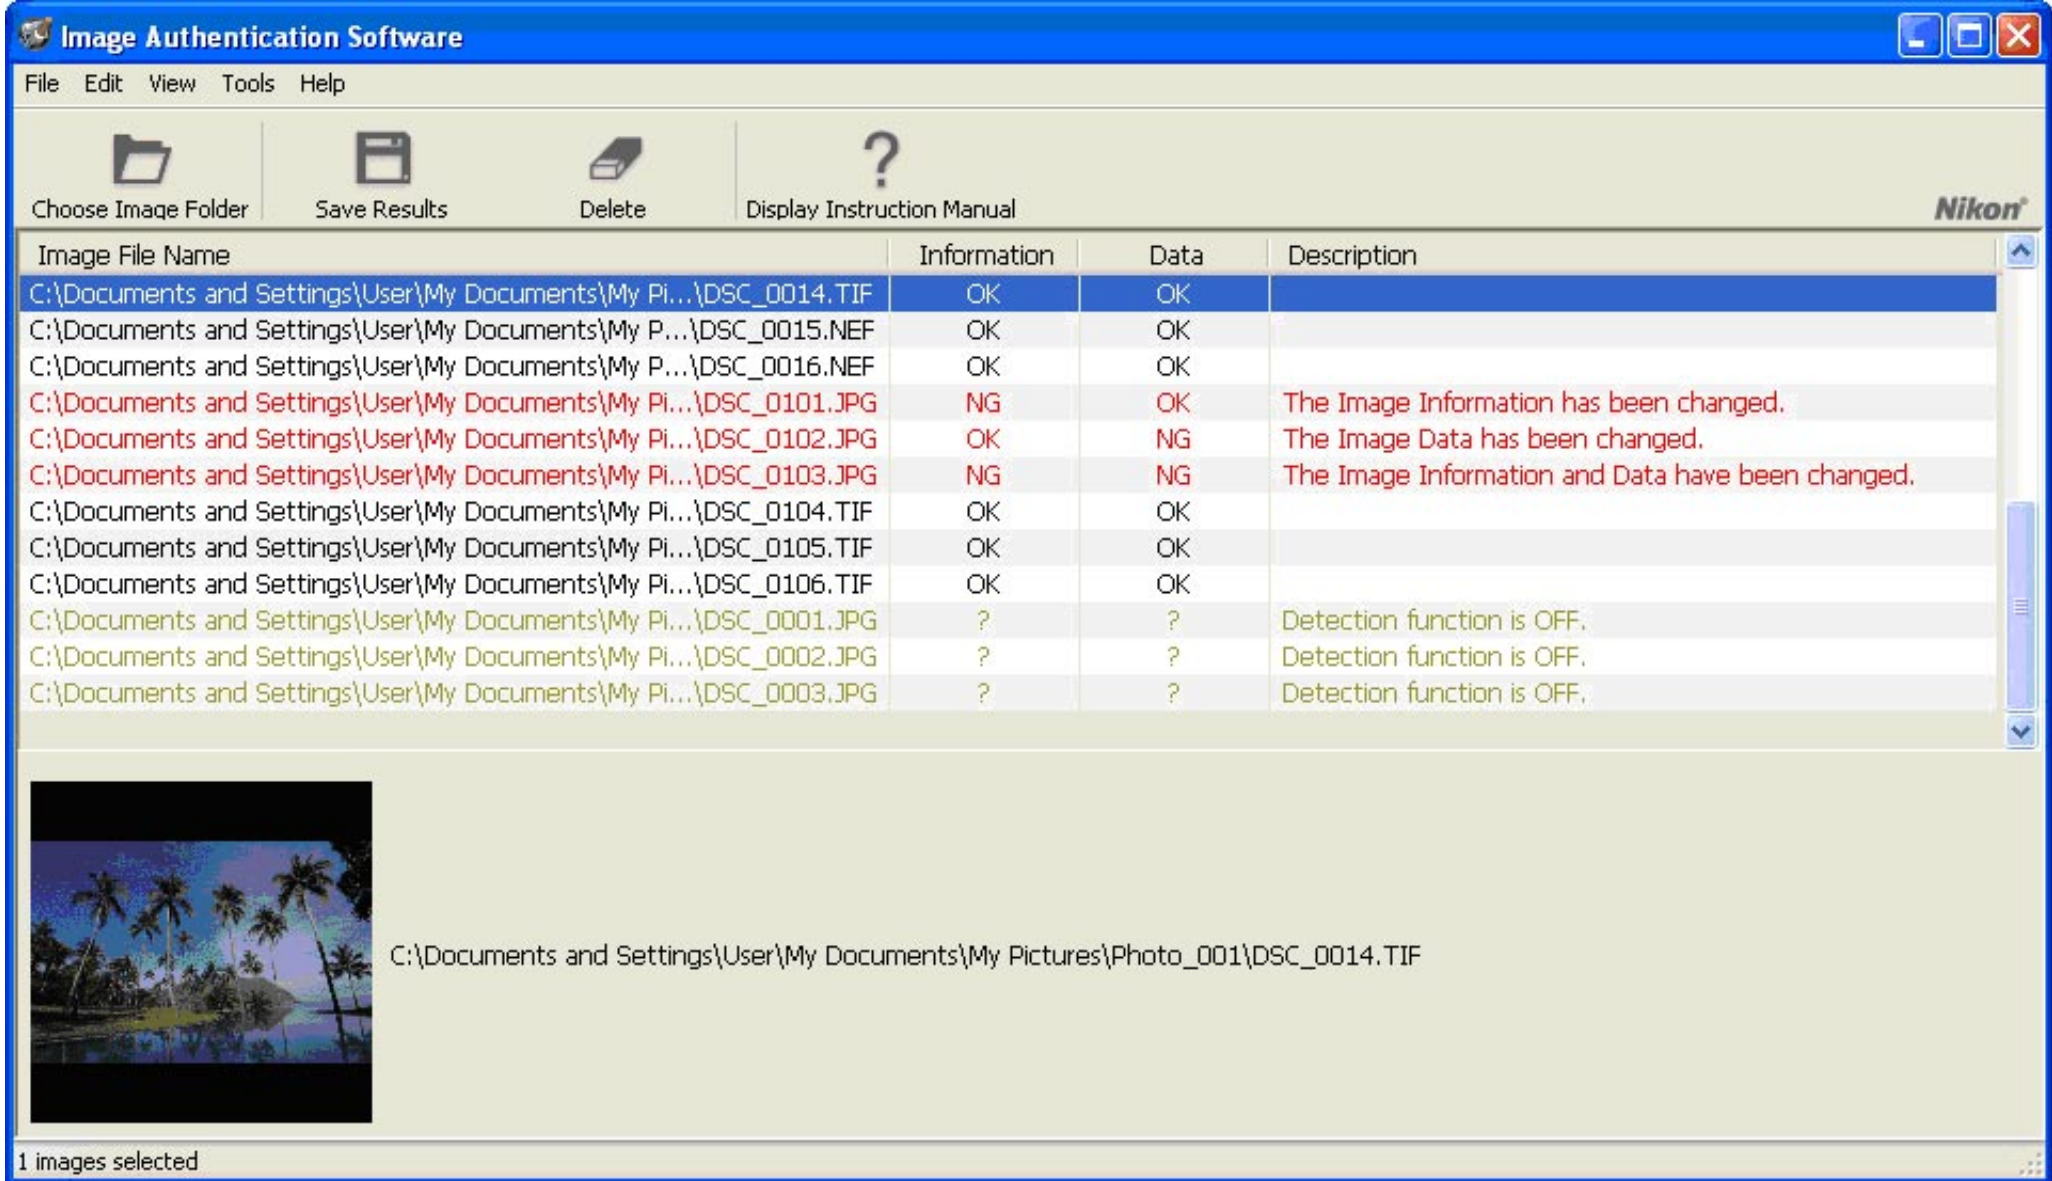 Image Authentication Software
File Edit View Tools Help
Choose Image Folder Save Results Delete Display Instruction Manual Nikon®
Image File Name Information Data Description
C:\Documents and Settings\User\My Documents\My Pi...\DSC_0014.TIF OK OK
C:\Documents and Settings\User\My Documents\My P...\DSC_0015.NEF OK OK
C:\Documents and Settings\User\My Documents\My P...\DSC_0016.NEF OK OK
C:\Documents and Settings\User\My Documents\My Pi...\DSC_0101.JPG NG OK The Image Information has been changed.
C:\Documents and Settings\User\My Documents\My Pi...\DSC_0102.JPG OK NG The Image Data has been changed.
C:\Documents and Settings\User\My Documents\My Pi...\DSC_0103.JPG NG NG The Image Information and Data have been changed.
C:\Documents and Settings\User\My Documents\My Pi...\DSC_0104.TIF OK OK
C:\Documents and Settings\User\My Documents\My Pi...\DSC_0105.TIF OK OK
C:\Documents and Settings\User\My Documents\My Pi...\DSC_0106.TIF OK OK
C:\Documents and Settings\User\My Documents\My Pi...\DSC_0001.JPG ? ? Detection function is OFF.
C:\Documents and Settings\User\My Documents\My Pi...\DSC_0002.JPG ? ? Detection function is OFF.
C:\Documents and Settings\User\My Documents\My Pi...\DSC_0003.JPG ? ? Detection function is OFF.
C:\Documents and Settings\User\My Documents\My Pictures\Photo_001\DSC_0014.TIF
1 images selected